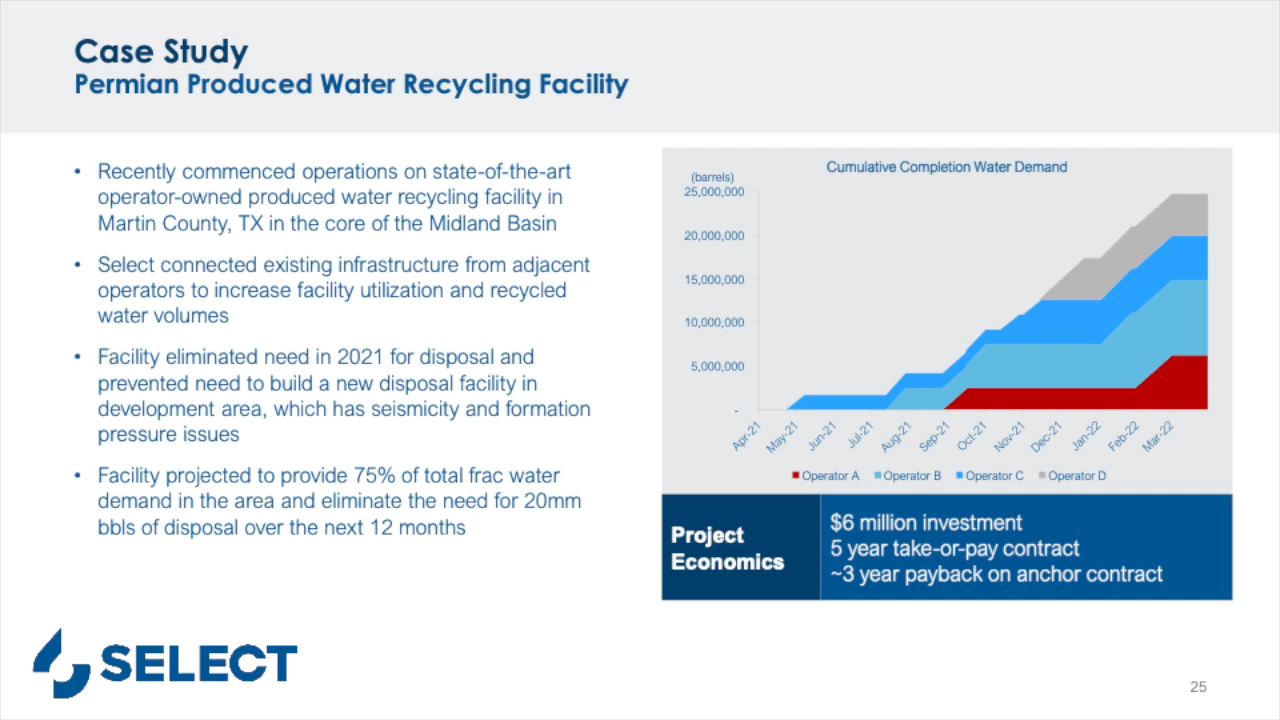 Case Study
Permian Produced Water Recycling Facility
• Recently commenced operations on state-of-the-art
operator-owned produced water recycling facility in
Martin County, TX in the core of the Midland Basin
• Select connected existing infrastructure from adjacent
operators to increase facility utilization and recycled
water volumes
• Facility eliminated need in 2021 for disposal and
prevented need to build a new disposal facility in
development area, which has seismicity and formation
pressure issues
• Facility projected to provide 75% of total frac water
demand in the area and eliminate the need for 20mm
bbls of disposal over the next 12 months
Cumulative Completion Water Demand
(barrels)
25,000,000
20,000,000
15,000,000
10,000,000
5,000,000
-
Apr-21
May-21
Jun-21
Jul-21
Aug-21
Sep-21
Oct-21
Nov-21
Dec-21
Jan-22
Feb-22
Mar-22
Operator A
Operator B
Operator C
Operator D
Project
Economics
$6 million investment
5 year take-or-pay contract
~3 year payback on anchor contract
SELECT
25